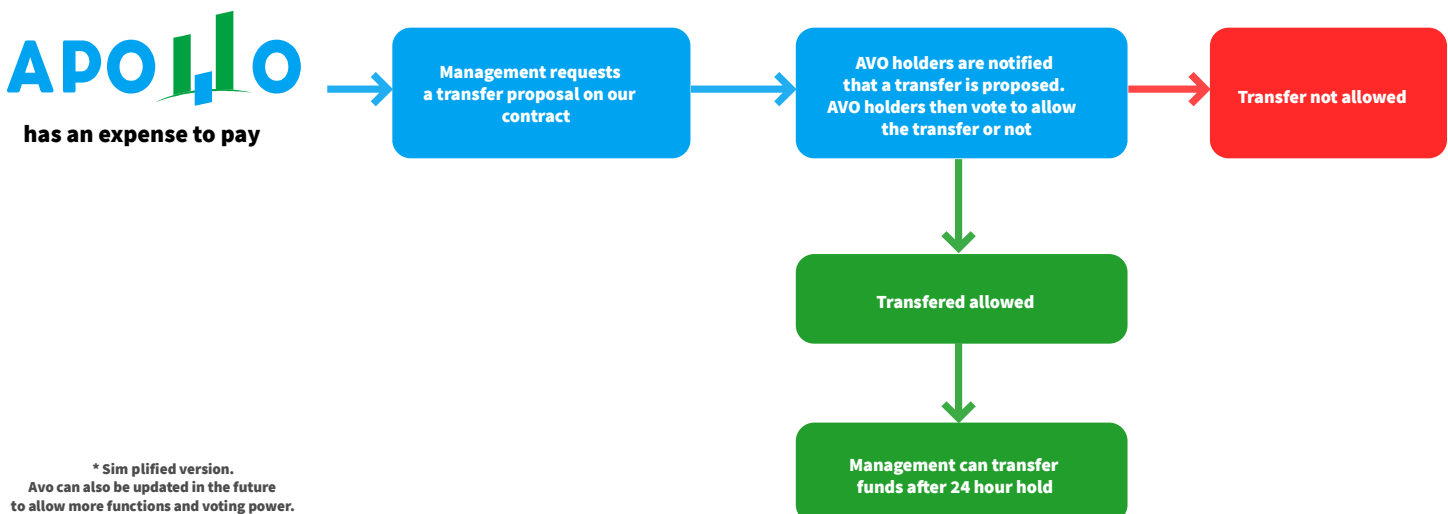 APOLLO
has an expense to pay
Management requests
a transfer proposal on our
contract
AVO holders are notified
that a transfer is proposed.
AVO holders then vote to allow
the transfer or not
Transfer not allowed
Transfered allowed
Management can transfer
funds after 24 hour hold
* Sim plified version.
Avo can also be updated in the future
to allow more functions and voting power.